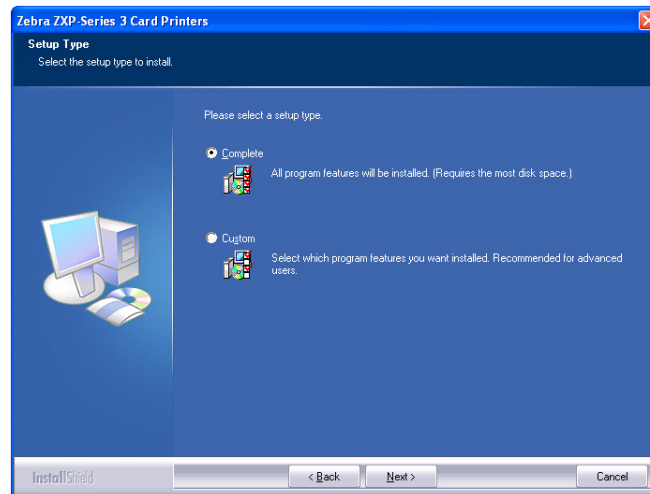 Zebra ZXP-Series 3 Card Printers
Setup Type
Select the setup type to install.
Please select a setup type.
Complete
All program features will be installed. (Requires the most disk space.)
Custom
Select which program features you want installed. Recommended for advanced
users.
InstallShield
< Back
Next >
Cancel